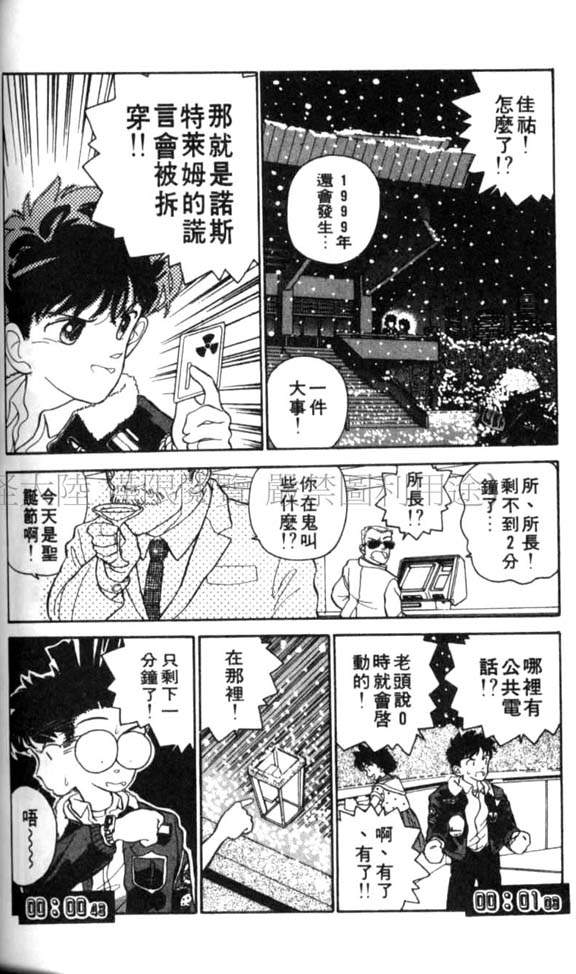 佳祐！
怎麼了！？
1999年
還會發生…
一件
大事！
那就是諾斯
特萊姆的謊
言會被拆
穿！！
所、所長！
剩不到2分
鐘了…
所長！？
你在鬼叫
些什麼！？
今天是聖
誕節啊！
哪裡有
公共電
話！？
老頭說0
時就會啓
動的！
啊、有了
、有了！！
00:01 03
在那裡！
只剩下一
分鐘了！
唔～～
00:00 43